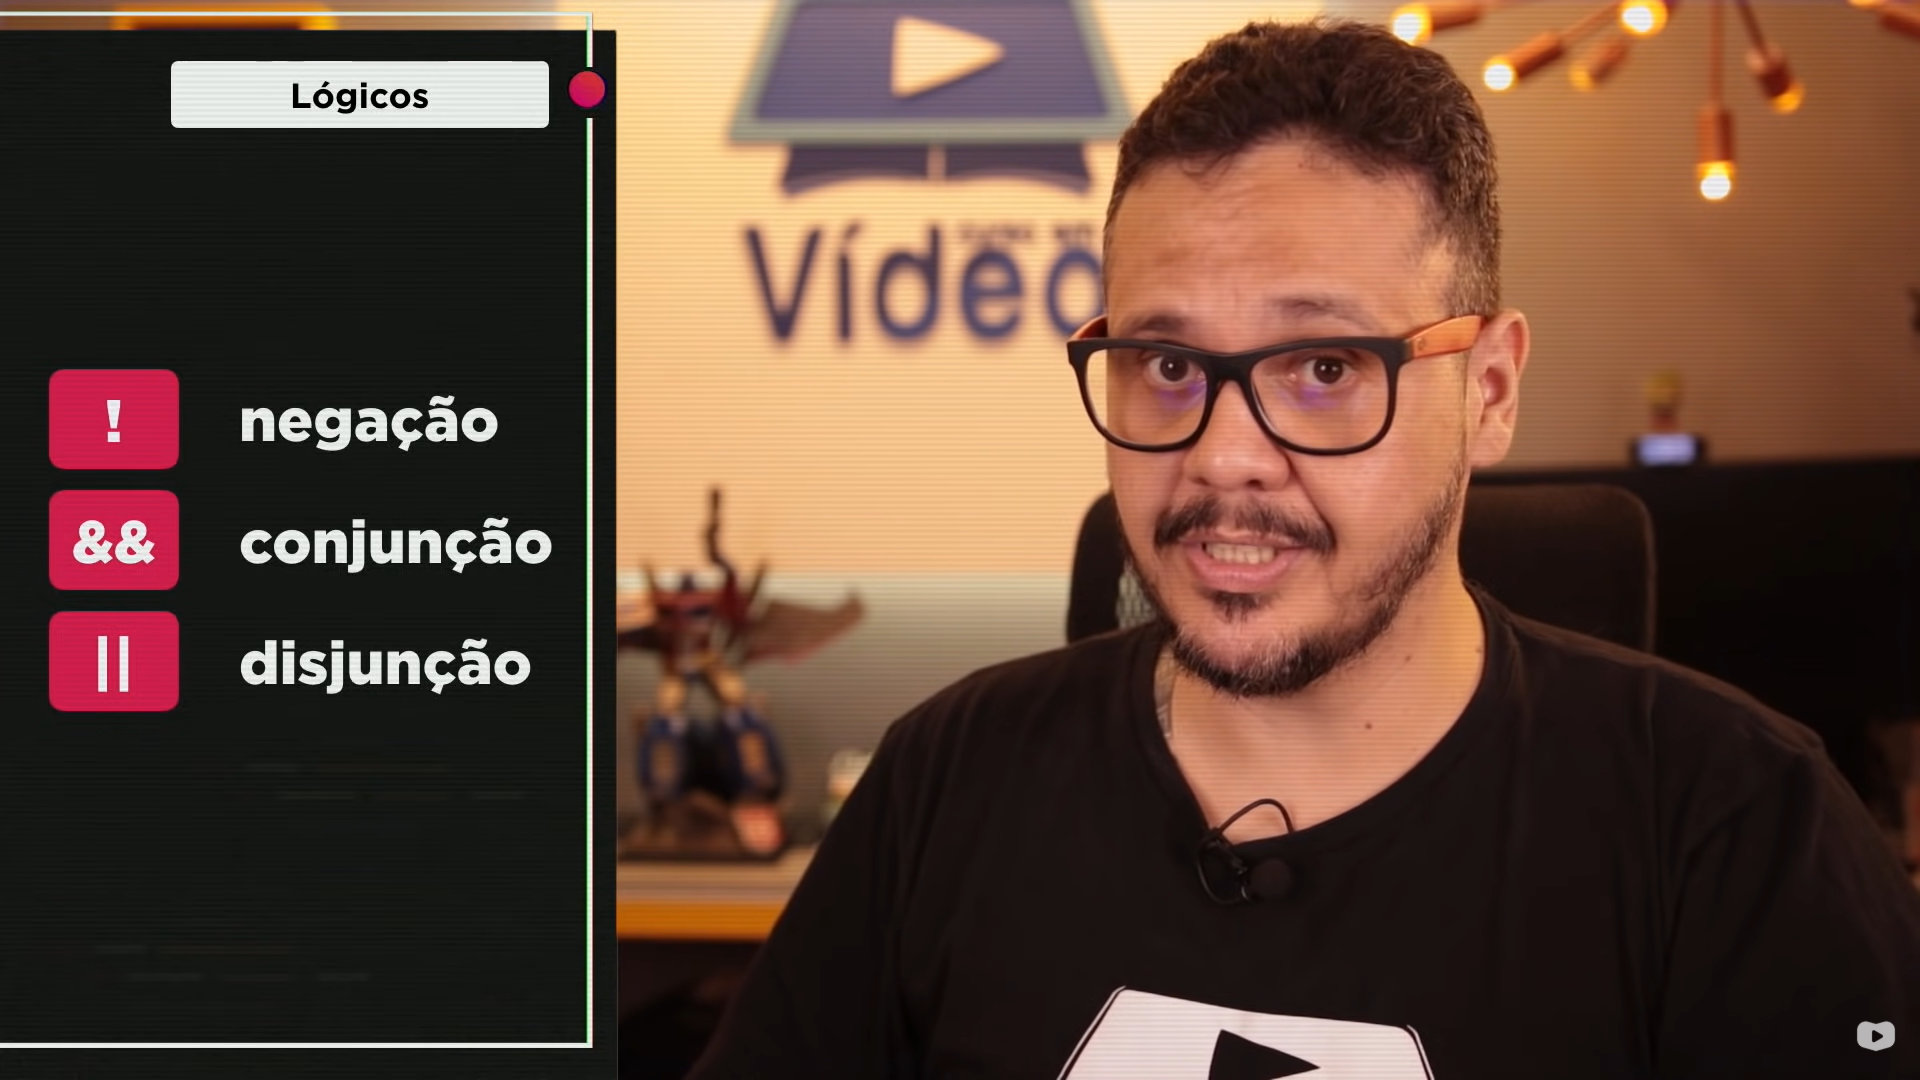 Lógicos
! negação
&& conjunção
|| disjunção
Vídeo